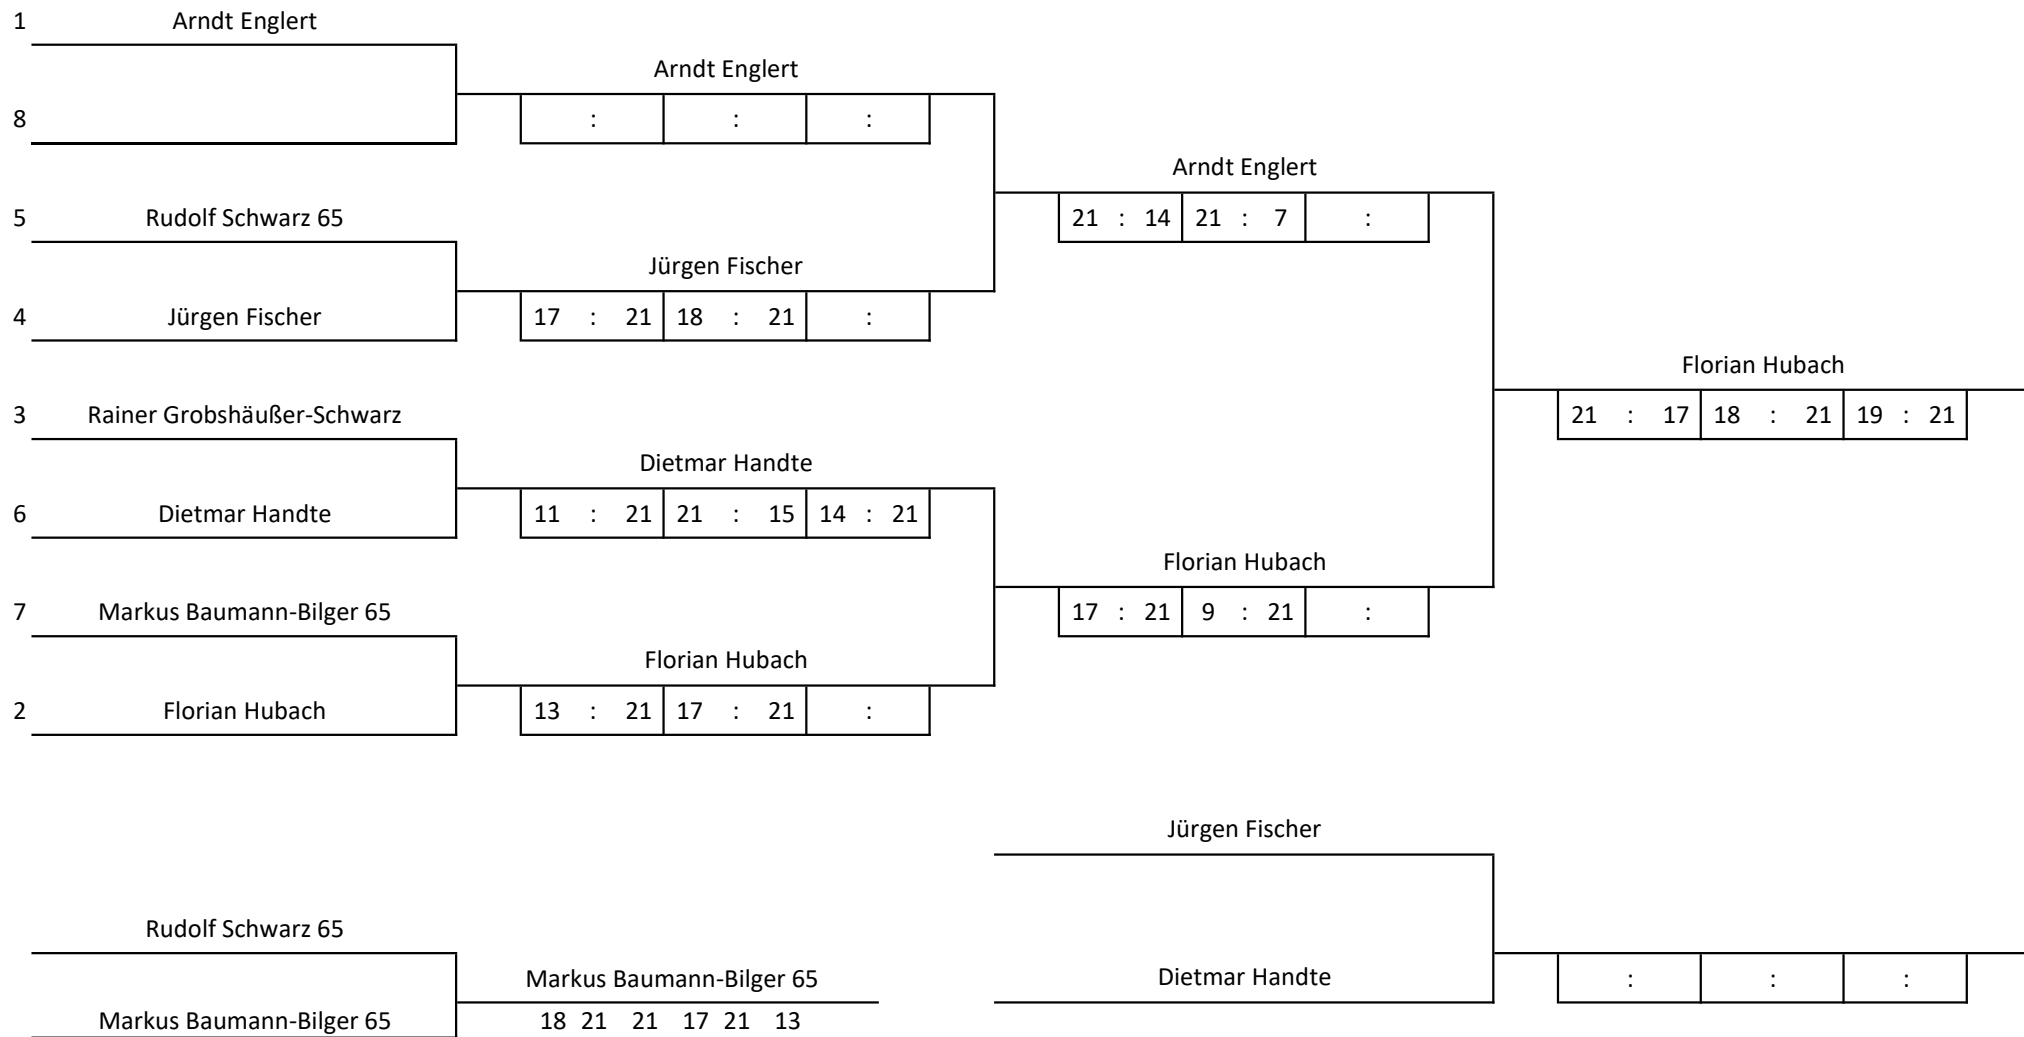 1 Arndt Englert
Arndt Englert
8 : : :
Arndt Englert
5 Rudolf Schwarz 65 21 : 14 21 : 7 :
Jürgen Fischer
4 Jürgen Fischer 17 : 21 18 : 21 :
Florian Hubach
3 Rainer Grobshäußer-Schwarz 21 : 17 18 : 21 19 : 21
Dietmar Handte
6 Dietmar Handte 11 : 21 21 : 15 14 : 21
Florian Hubach
7 Markus Baumann-Bilger 65 17 : 21 9 : 21 :
Florian Hubach
2 Florian Hubach 13 : 21 17 : 21 :
Jürgen Fischer
Rudolf Schwarz 65
Markus Baumann-Bilger 65 Dietmar Handte : : :
Markus Baumann-Bilger 65 18 21 21 17 21 13